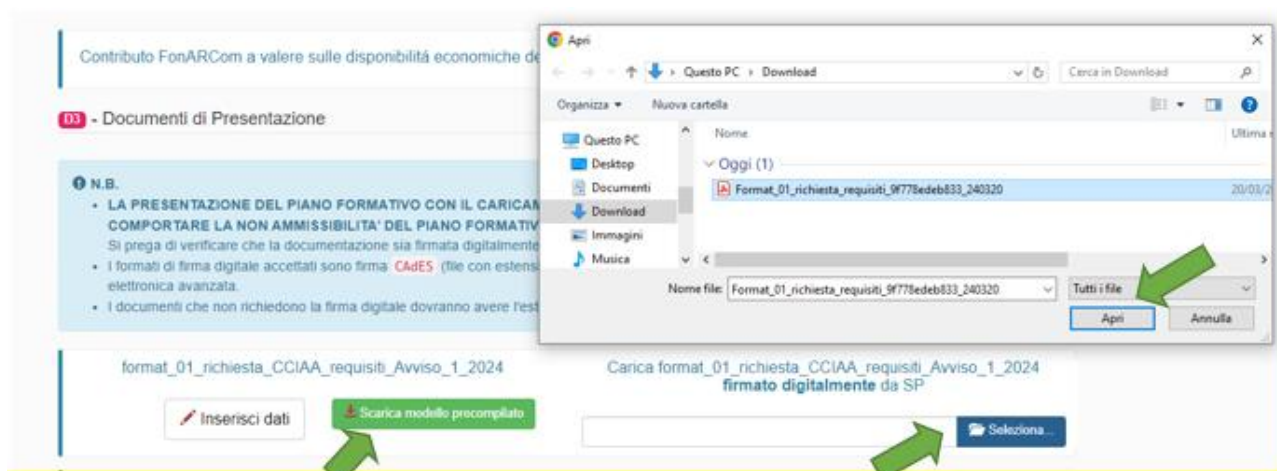 Contributo FonARCom a valere sulle disponibilitá economiche de
D3 - Documenti di Presentazione
N.B.
• LA PRESENTAZIONE DEL PIANO FORMATIVO CON IL CARICAM
COMPORTARE LA NON AMMISSIBILITA' DEL PIANO FORMATIV
Si prega di verificare che la documentazione sia firmata digitalmente
• I formati di firma digitale accettati sono firma CAdES (file con estens
elettronica avanzata.
• I documenti che non richiedono la firma digitale dovranno avere l'est
format_01_richiesta_CCIAA_requisiti_Avviso_1_2024
Inserisci dati
Scarica modello precompilato
Carica format_01_richiesta_CCIAA_requisiti_Avviso_1_2024
firmato digitalmente da SP
Seleziona...
Apri
Questo PC › Download
Cerca in Download
Organizza
Nuova cartella
Questo PC
Desktop
Documenti
Download
Immagini
Musica
Nome
Ultima
Oggi (1)
Format_01_richiesta_requisiti_9f778edeb833_240320
20/03/2
Nome file: Format_01_richiesta_requisiti_9f778edeb833_240320
Tutti i file
Apri
Annulla